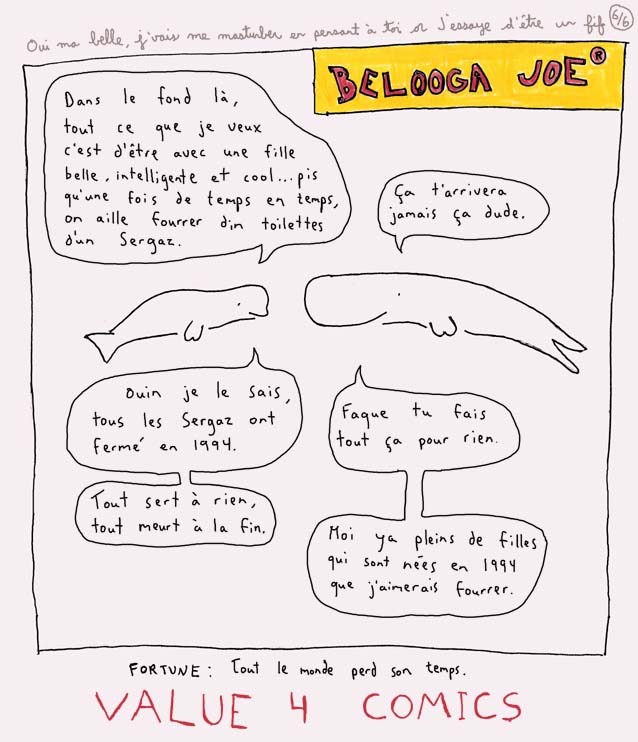 Oui ma belle, j'vais me masturber en pensant à toi or j'essaye d'être un fif 6/6
BELOOGA JOE®
Dans le fond là,
tout ce que je veux
c'est d'être avec une fille
belle, intelligente et cool...pis
qu'une fois de temps en temps,
on aille fourrer din toilettes
d'un Sergaz.
Ça t'arrivera
jamais ça dude.
Ouin je le sais,
tous les Sergaz ont
fermé en 1994.
Faque tu fais
tout ça pour rien.
Tout sert à rien,
tout meurt à la fin.
Moi ya pleins de filles
qui sont nées en 1994
que j'aimerais fourrer.
FORTUNE: Tout le monde perd son temps.
VALUE 4 COMICS